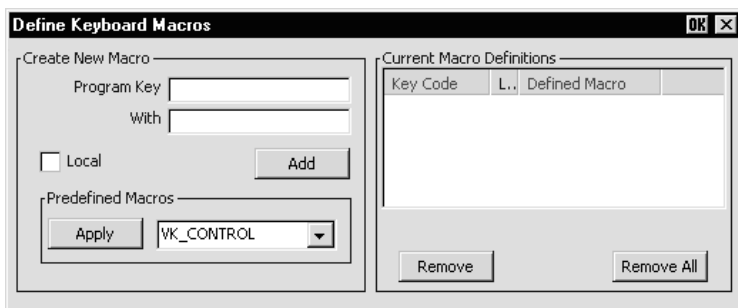 Define Keyboard Macros OK
Create New Macro
Program Key
With
Local
Add
Predefined Macros
Apply
VK_CONTROL
Current Macro Definitions
Key Code L.. Defined Macro
Remove
Remove All